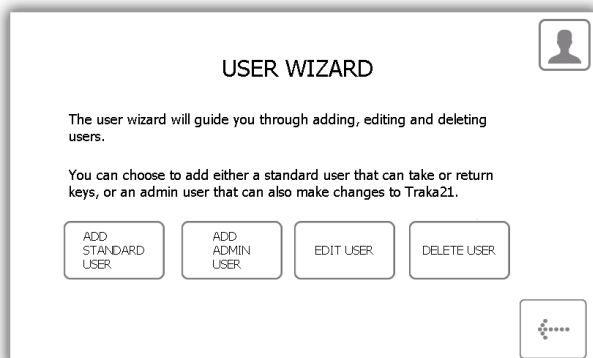 USER WIZARD
The user wizard will guide you through adding, editing and deleting
users.
You can choose to add either a standard user that can take or return
keys, or an admin user that can also make changes to Traka21.
ADD
STANDARD
USER
ADD
ADMIN
USER
EDIT USER
DELETE USER